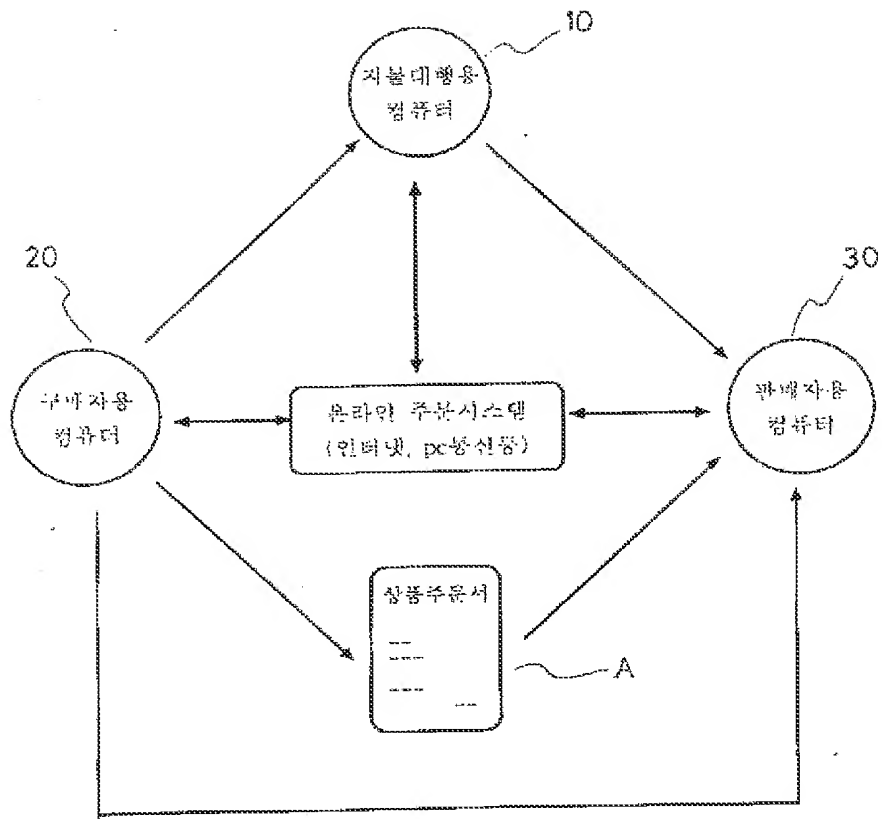 10
지불대행용
컴퓨터
20
30
구매자용
컴퓨터
온라인 주문시스템
(인터넷, pc통신등)
판매자용
컴퓨터
상품주문서
A